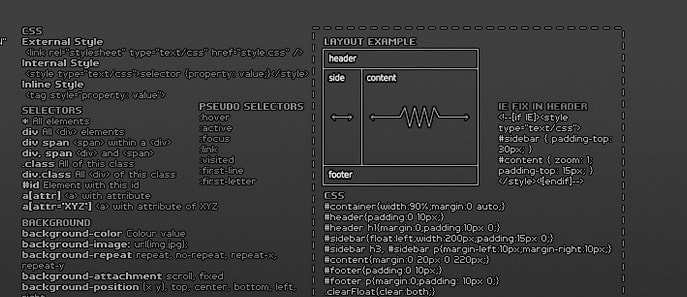 CSS
External Style
<link rel="stylesheet" type="text/css" href="style.css" />
Internal Style
<style type="text/css">selector {property: value;}</style>
Inline Style
<tag style="property: value">
SELECTORS
* All elements
div All <div> elements
div span <span> within a <div>
div, span <div> and <span>
.class All of this class
div.class All <div> of this class
#id Element with this id
a[attr] <a> with attribute
a[attr="XYZ"] <a> with attribute of XYZ
PSEUDO SELECTORS
:hover
:active
:focus
:link
:visited
:first-line
:first-letter
BACKGROUND
background-color Colour value
background-image: url(img.jpg);
background-repeat repeat, no-repeat, repeat-x,
repeat-y
background-attachment scroll, fixed
background-position (x y), top, center, bottom, left,
LAYOUT EXAMPLE
header
side
content
footer
IE FIX IN HEADER
<!--[if IE]><style
type="text/css">
#sidebar { padding-top:
30px; }
#content { zoom: 1;
padding-top: 15px; }
</style><![endif]-->
CSS
#container{width:90%;margin:0 auto;}
#header{padding:0 10px;}
#header h1{margin:0;padding:10px 0;}
#sidebar{float:left;width:200px;padding:15px 0;}
#sidebar h3, #sidebar p{margin-left:10px;margin-right:10px;}
#content{margin:0 20px 0 220px;}
#footer{padding:0 10px;}
#footer p{margin:0;padding: 10px 0;}
.clearFloat{clear:both;}